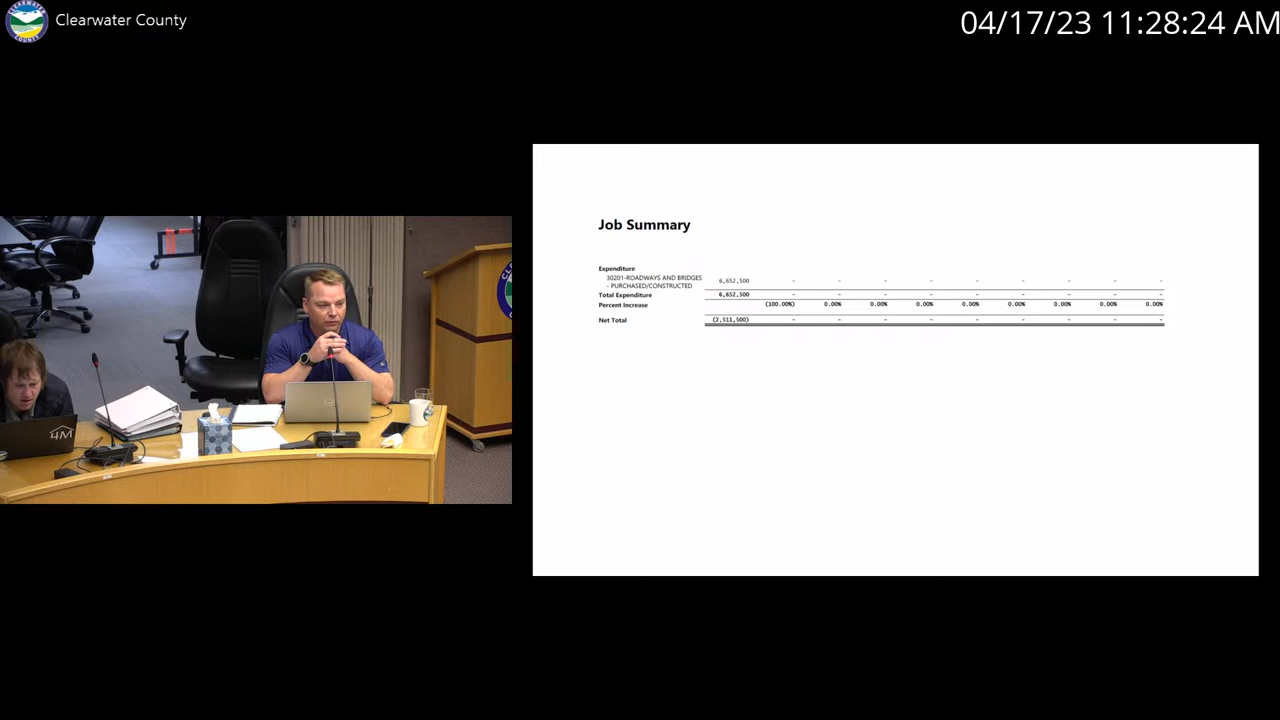 Clearwater County
04/17/23 11:28:24 AM
Job Summary
Expenditure
30201-ROADWAYS AND BRIDGES
- PURCHASED/CONSTRUCTED 6,652,500 - - - - - - - - -
Total Expenditure 6,652,500 - - - - - - - - -
Percent Increase (100.00%) 0.00% 0.00% 0.00% 0.00% 0.00% 0.00% 0.00% 0.00%
Net Total (2,511,500) - - - - - - - - -
4M